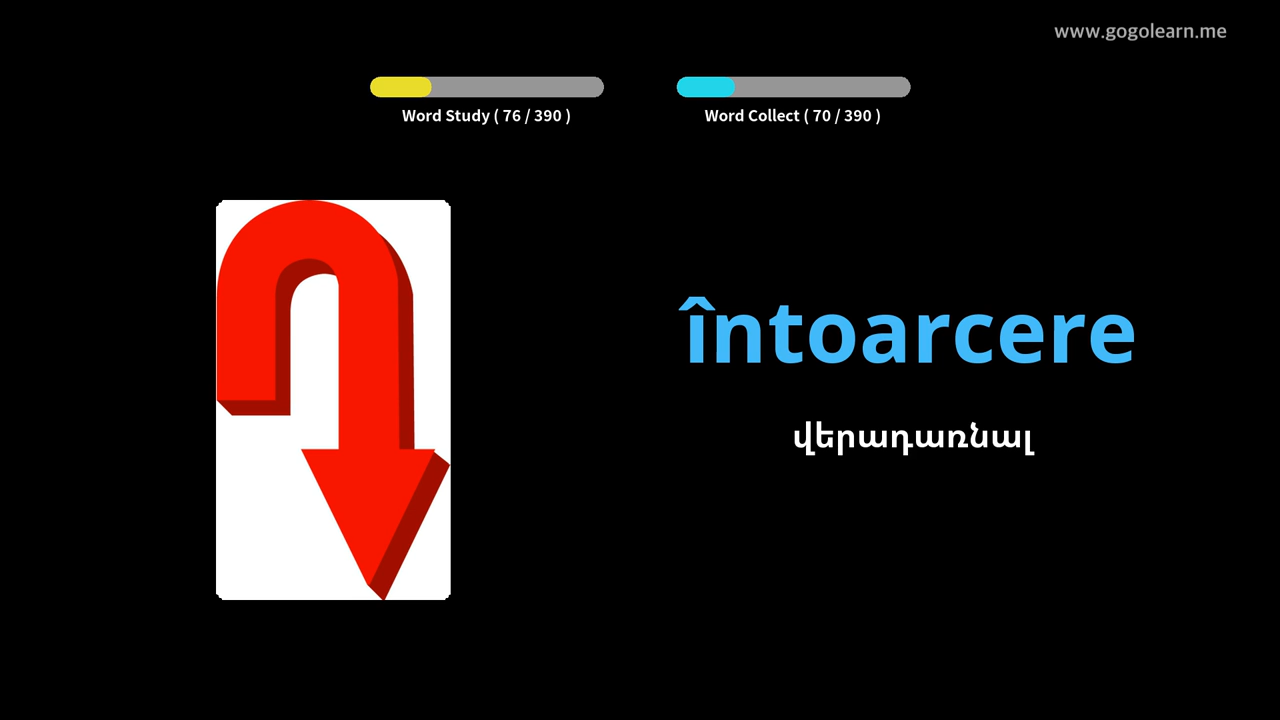 www.gogolearn.me
Word Study ( 76 / 390 )
Word Collect ( 70 / 390 )
întoarcere
վերադառնալ